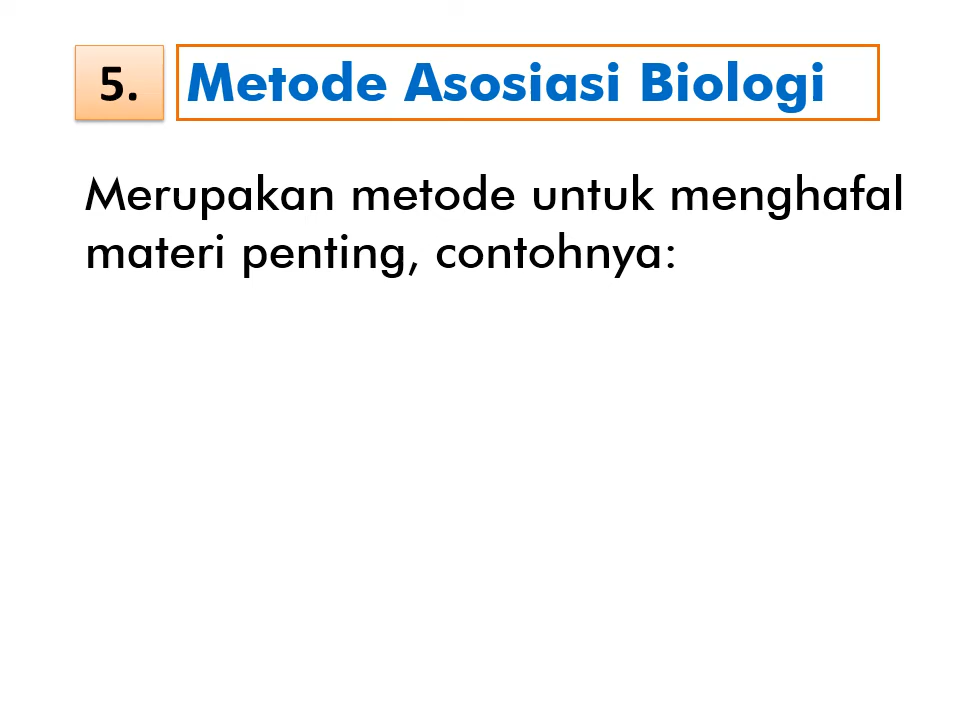 5.
Metode Asosiasi Biologi
Merupakan metode untuk menghafal
materi penting, contohnya: